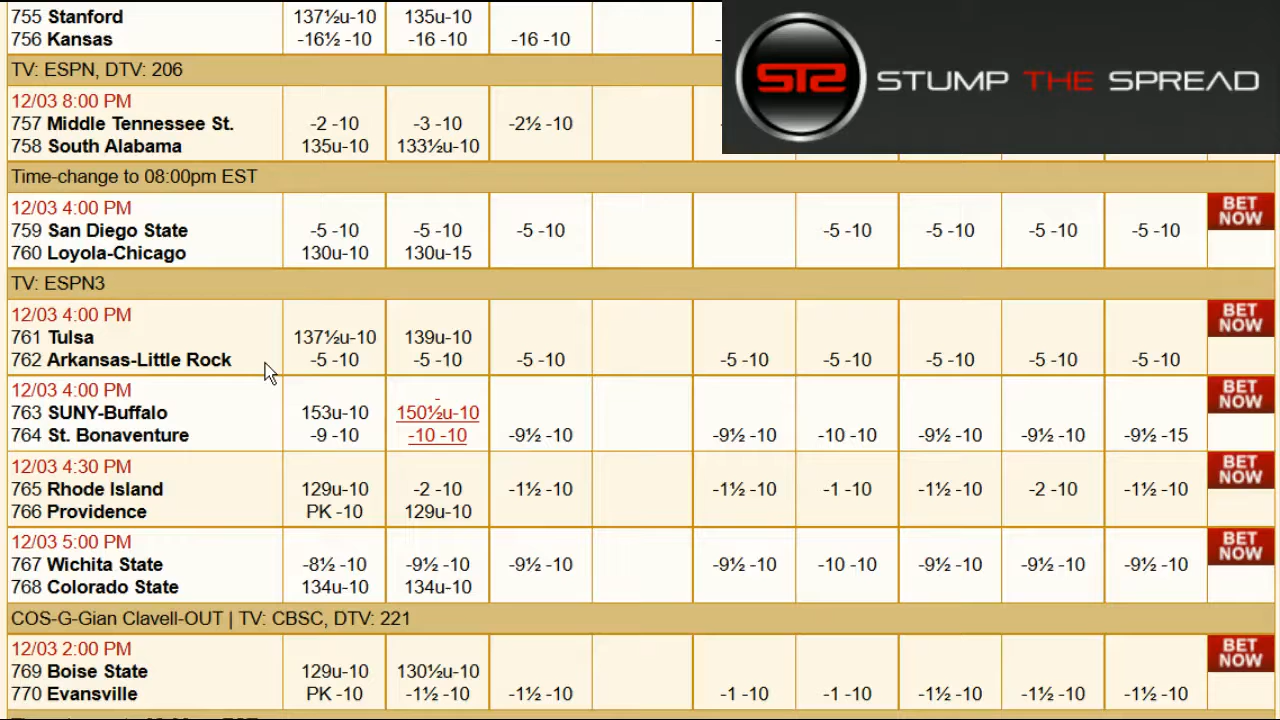 755 Stanford 137½u-10 135u-10
756 Kansas -16½ -10 -16 -10 -16 -10
TV: ESPN, DTV: 206
STS STUMP THE SPREAD
12/03 8:00 PM
757 Middle Tennessee St. -2 -10 -3 -10 -2½ -10
758 South Alabama 135u-10 133½u-10
Time-change to 08:00pm EST
12/03 4:00 PM BET NOW
759 San Diego State -5 -10 -5 -10 -5 -10 -5 -10 -5 -10 -5 -10 -5 -10
760 Loyola-Chicago 130u-10 130u-15
TV: ESPN3
12/03 4:00 PM BET NOW
761 Tulsa 137½u-10 139u-10
762 Arkansas-Little Rock -5 -10 -5 -10 -5 -10 -5 -10 -5 -10 -5 -10 -5 -10 -5 -10
12/03 4:00 PM - BET NOW
763 SUNY-Buffalo 153u-10 150½u-10
764 St. Bonaventure -9 -10 -10 -10 -9½ -10 -9½ -10 -10 -10 -9½ -10 -9½ -10 -9½ -15
12/03 4:30 PM BET NOW
765 Rhode Island 129u-10 -2 -10 -1½ -10 -1½ -10 -1 -10 -1½ -10 -2 -10 -1½ -10
766 Providence PK -10 129u-10
12/03 5:00 PM BET NOW
767 Wichita State -8½ -10 -9½ -10 -9½ -10 -9½ -10 -10 -10 -9½ -10 -9½ -10 -9½ -10
768 Colorado State 134u-10 134u-10
COS-G-Gian Clavell-OUT | TV: CBSC, DTV: 221
12/03 2:00 PM BET NOW
769 Boise State 129u-10 130½u-10
770 Evansville PK -10 -1½ -10 -1½ -10 -1 -10 -1 -10 -1½ -10 -1½ -10 -1½ -10